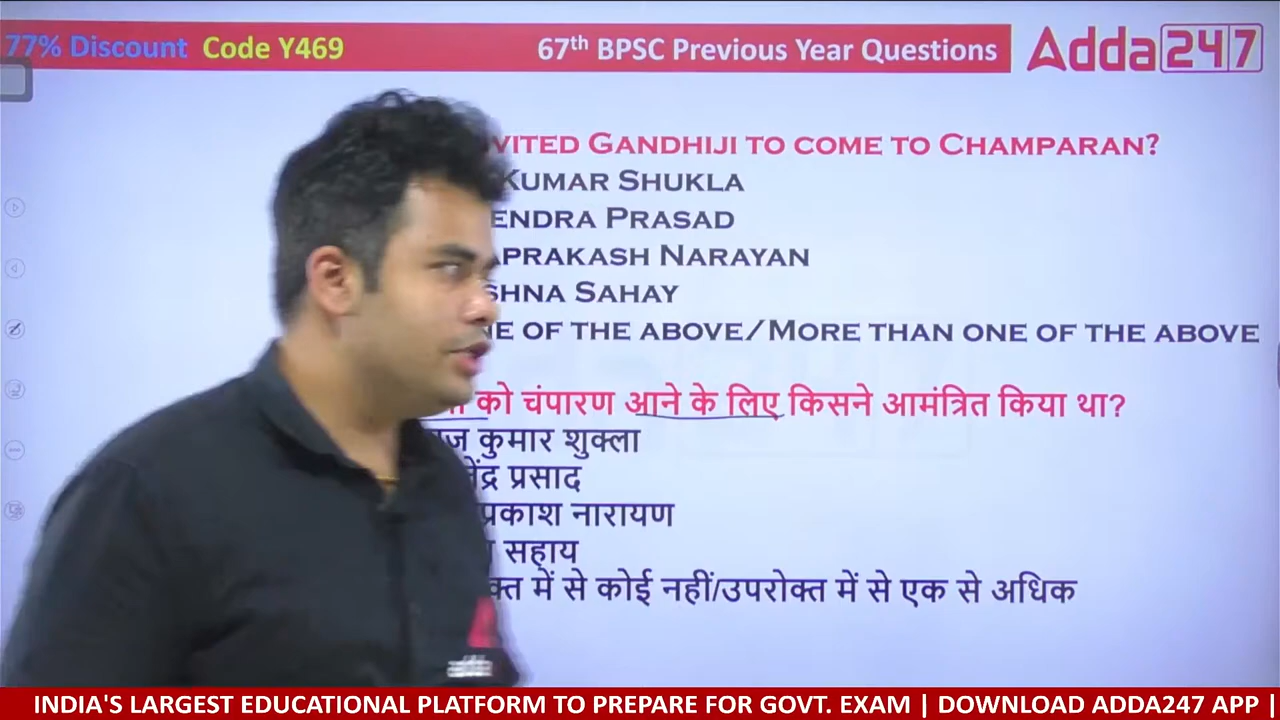 77% Discount Code Y469 67th BPSC Previous Year Questions Adda247
VITED GANDHIJI TO COME TO CHAMPARAN?
KUMAR SHUKLA
ENDRA PRASAD
APRAKASH NARAYAN
SHNA SAHAY
NE OF THE ABOVE/MORE THAN ONE OF THE ABOVE
को चंपारण आने के लिए किसने आमंत्रित किया था?
कुमार शुक्ला
प्रसाद
प्रकाश नारायण
सहाय
क्त में से कोई नहीं/उपरोक्त में से एक से अधिक
INDIA'S LARGEST EDUCATIONAL PLATFORM TO PREPARE FOR GOVT. EXAM | DOWNLOAD ADDA247 APP |